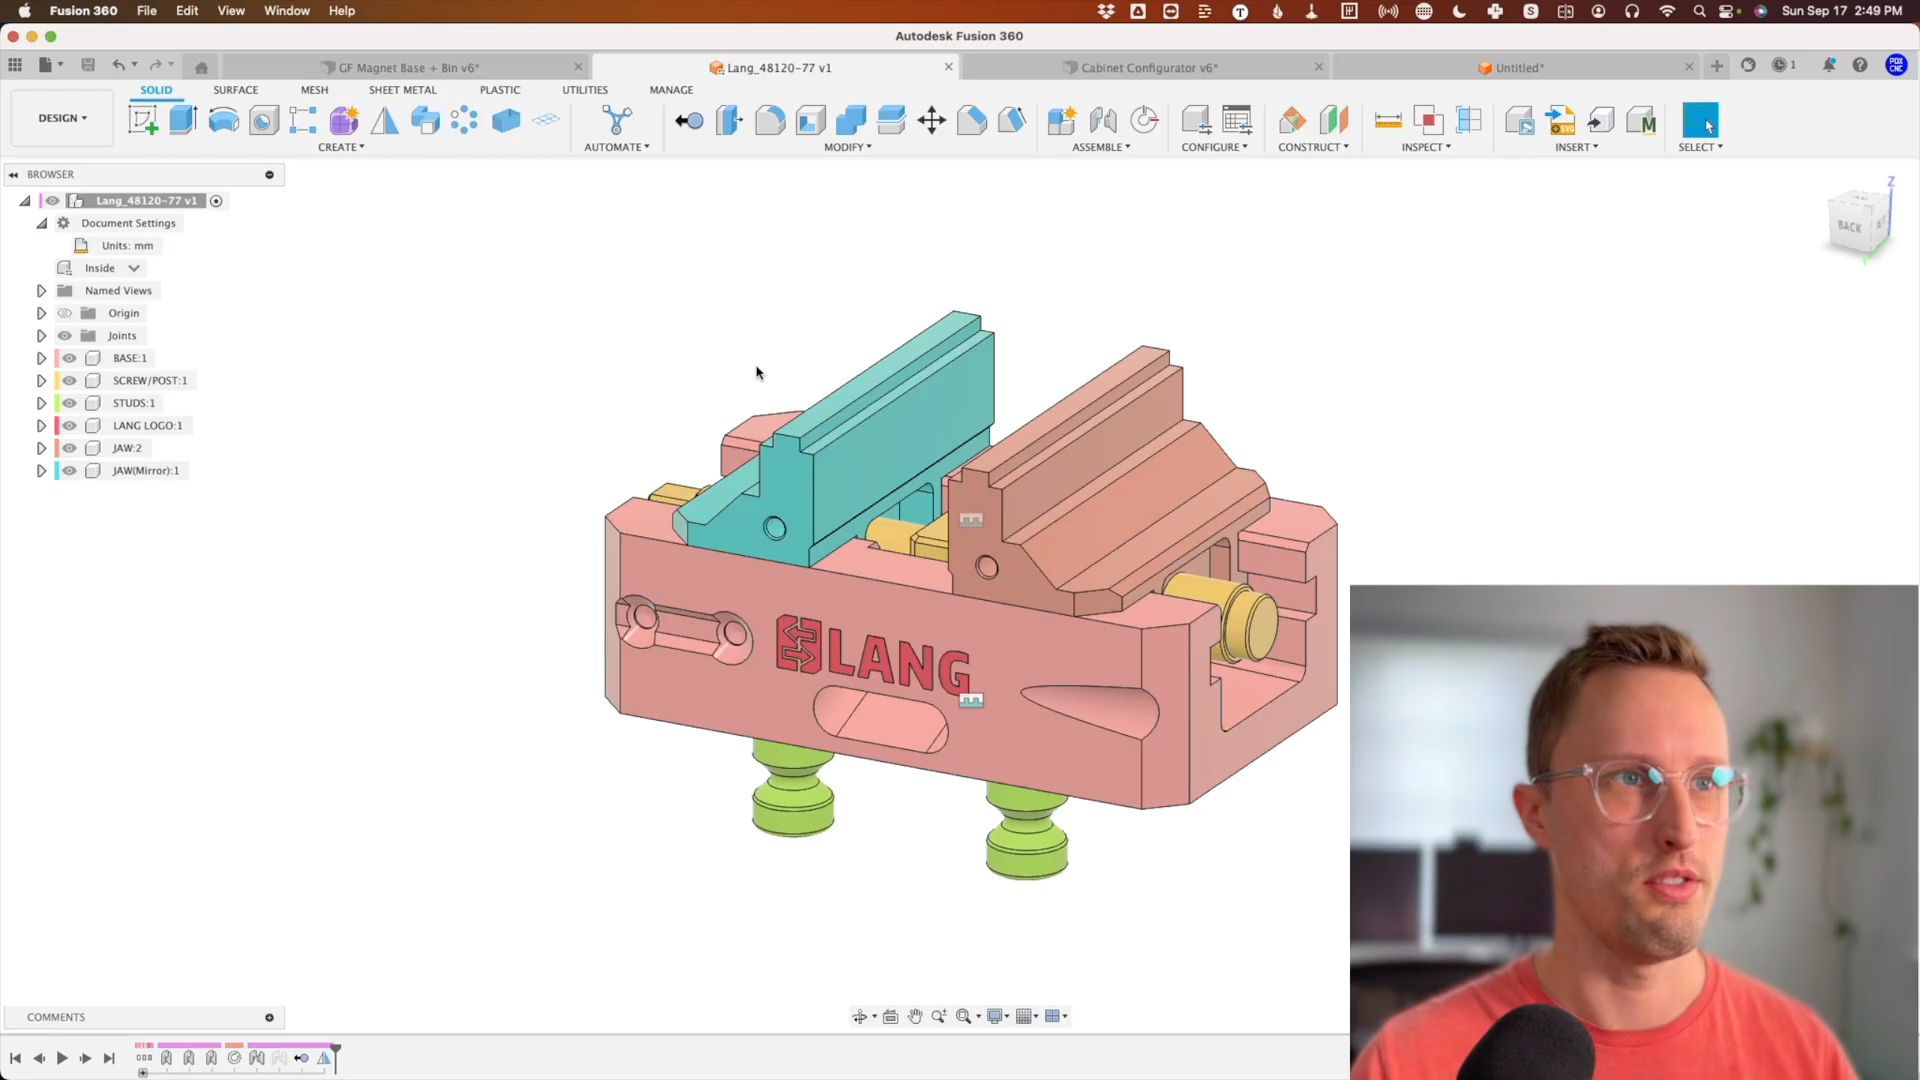 Fusion 360 File Edit View Window Help
Sun Sep 17 2:49 PM
Autodesk Fusion 360
GF Magnet Base + Bin v6*
Lang_48120-77 v1
Cabinet Configurator v6*
Untitled*
1
PDX CNC
SOLID SURFACE MESH SHEET METAL PLASTIC UTILITIES MANAGE
DESIGN
CREATE AUTOMATE MODIFY ASSEMBLE CONFIGURE CONSTRUCT INSPECT INSERT SELECT
BROWSER
Lang_48120-77 v1
Document Settings
Units: mm
Inside
Named Views
Origin
Joints
BASE:1
SCREW/POST:1
STUDS:1
LANG LOGO:1
JAW:2
JAW(Mirror):1
Z
BACK
LANG
COMMENTS